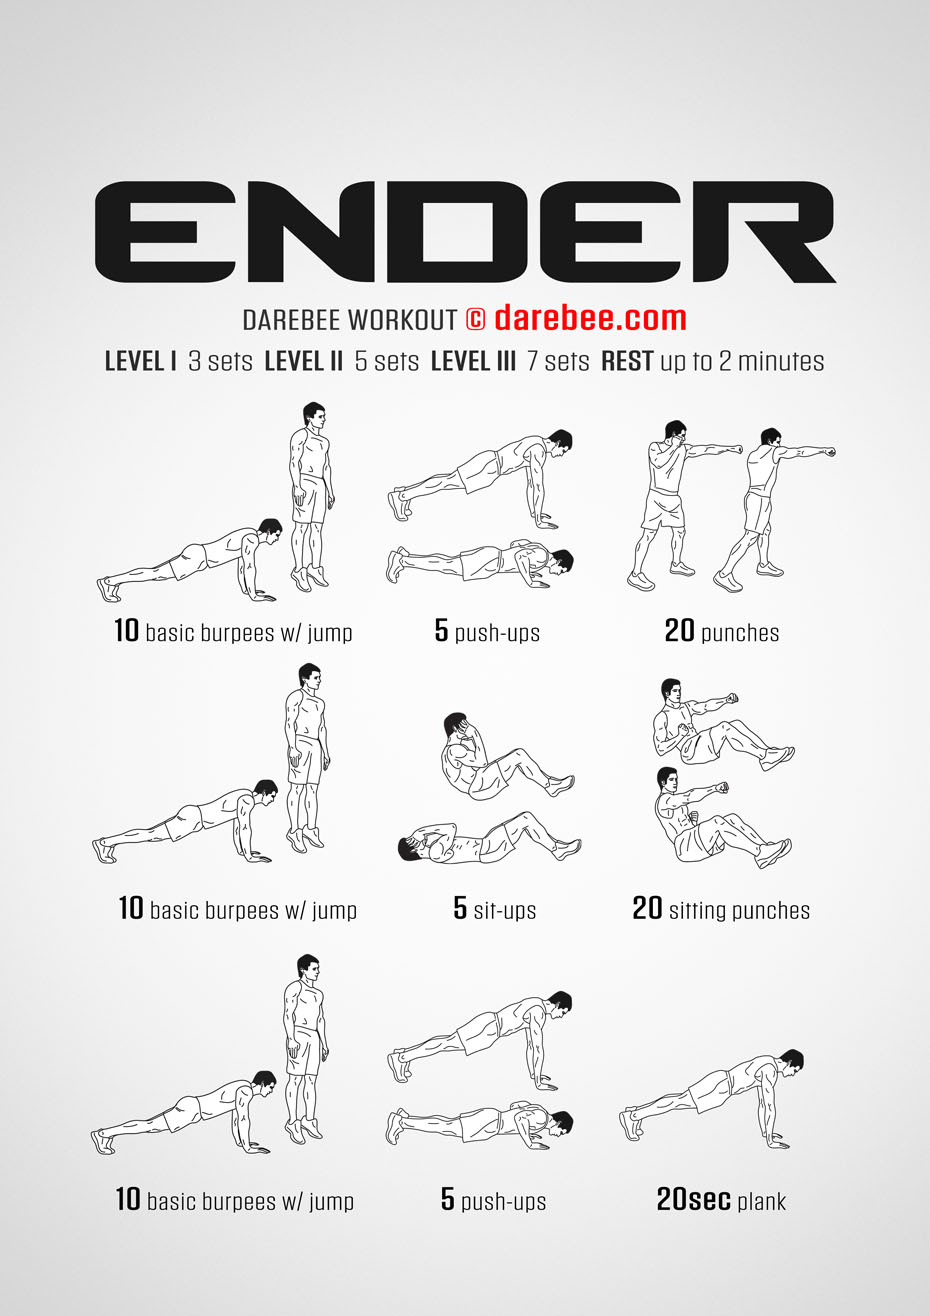 ENDER
DAREBEE WORKOUT © darebee.com
LEVEL I 3 sets LEVEL II 5 sets LEVEL III 7 sets REST up to 2 minutes
10 basic burpees w/ jump
5 push-ups
20 punches
10 basic burpees w/ jump
5 sit-ups
20 sitting punches
10 basic burpees w/ jump
5 push-ups
20sec plank